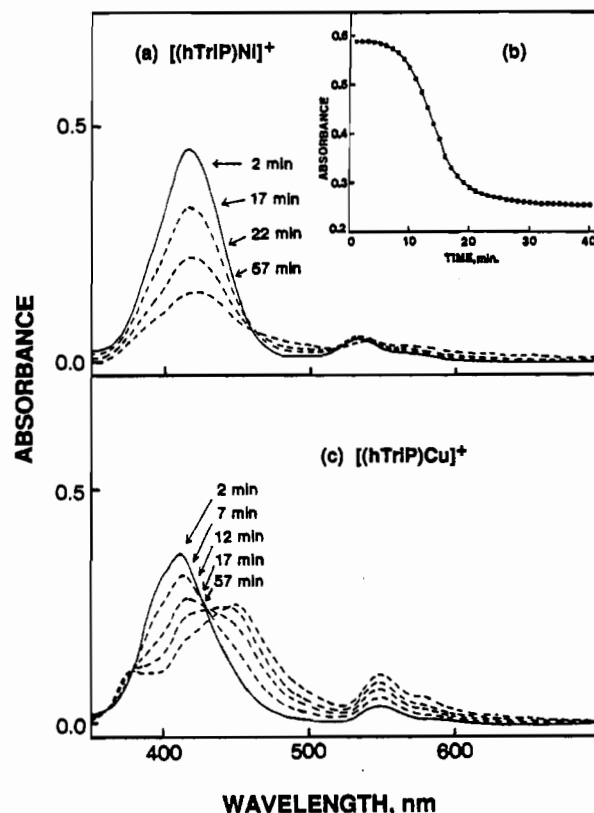 (a) [(hTriP)Ni]+
(b)
0.5
2 min
17 min
22 min
57 min
0.0
ABSORBANCE
0.6
0.5
0.4
0.3
0.2
0
10
20
30
40
TIME,min.
ABSORBANCE
(c) [(hTriP)Cu]+
0.5
2 min
7 min
12 min
17 min
57 min
0.0
400
500
600
WAVELENGTH, nm